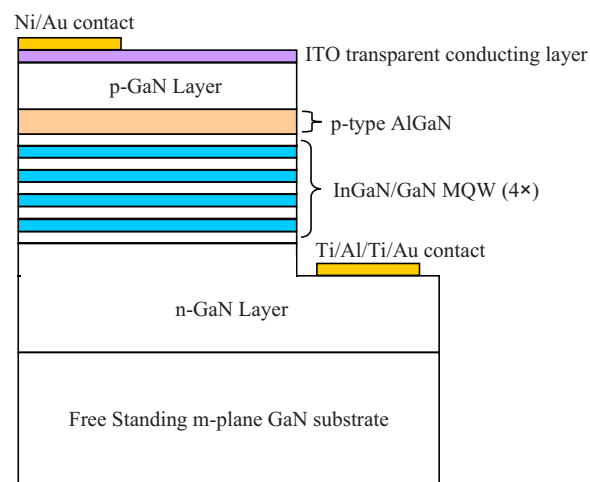 Ni/Au contact
ITO transparent conducting layer
p-GaN Layer
p-type AlGaN
InGaN/GaN MQW (4×)
Ti/Al/Ti/Au contact
n-GaN Layer
Free Standing m-plane GaN substrate